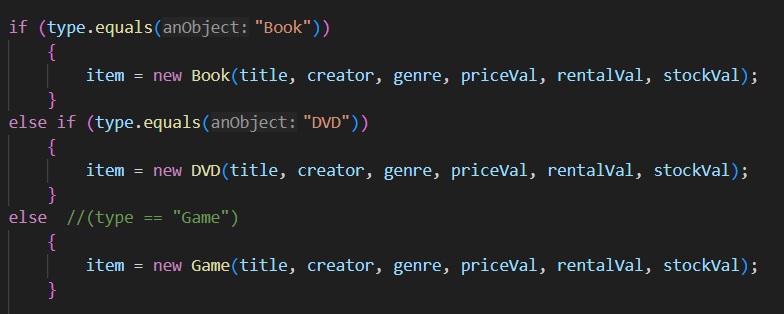 if (type.equals(anObject: "Book"))
{
item = new Book(title, creator, genre, priceVal, rentalVal, stockVal);
}
else if (type.equals(anObject: "DVD"))
{
item = new DVD(title, creator, genre, priceVal, rentalVal, stockVal);
}
else  //(type == "Game")
{
item = new Game(title, creator, genre, priceVal, rentalVal, stockVal);
}